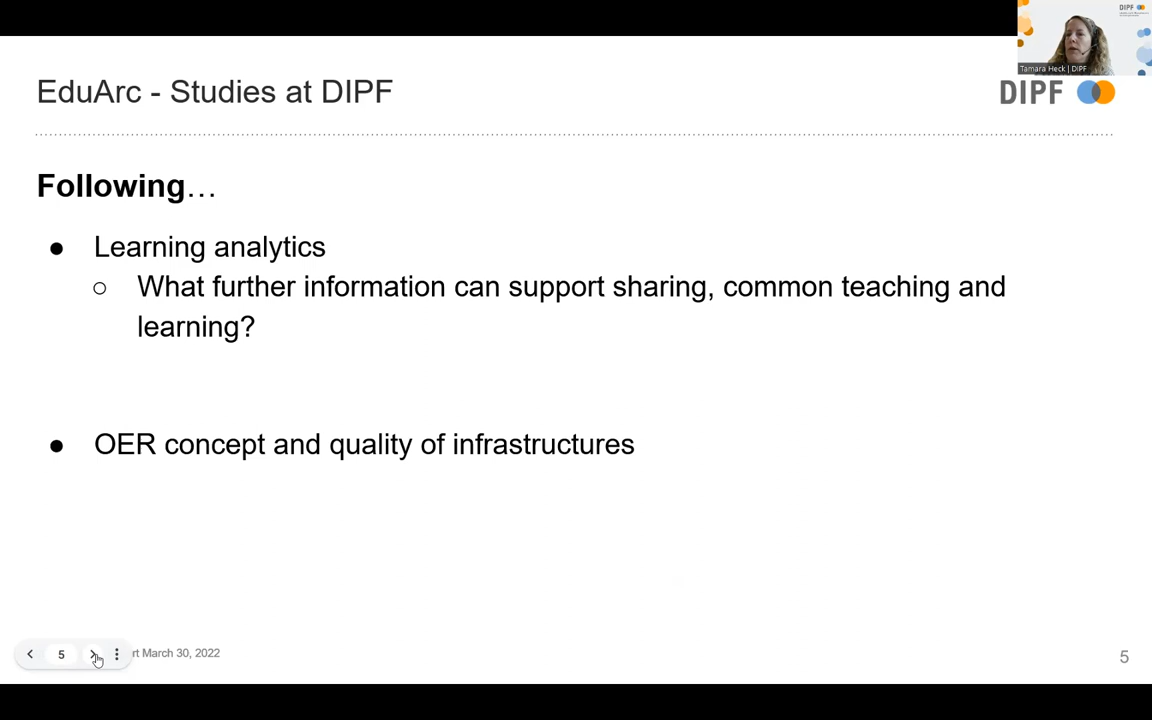 DIPF
Tamara Heck | DIPF
EduArc - Studies at DIPF
DIPF
Following…
● Learning analytics
○ What further information can support sharing, common teaching and
learning?
● OER concept and quality of infrastructures
5
rt March 30, 2022
5